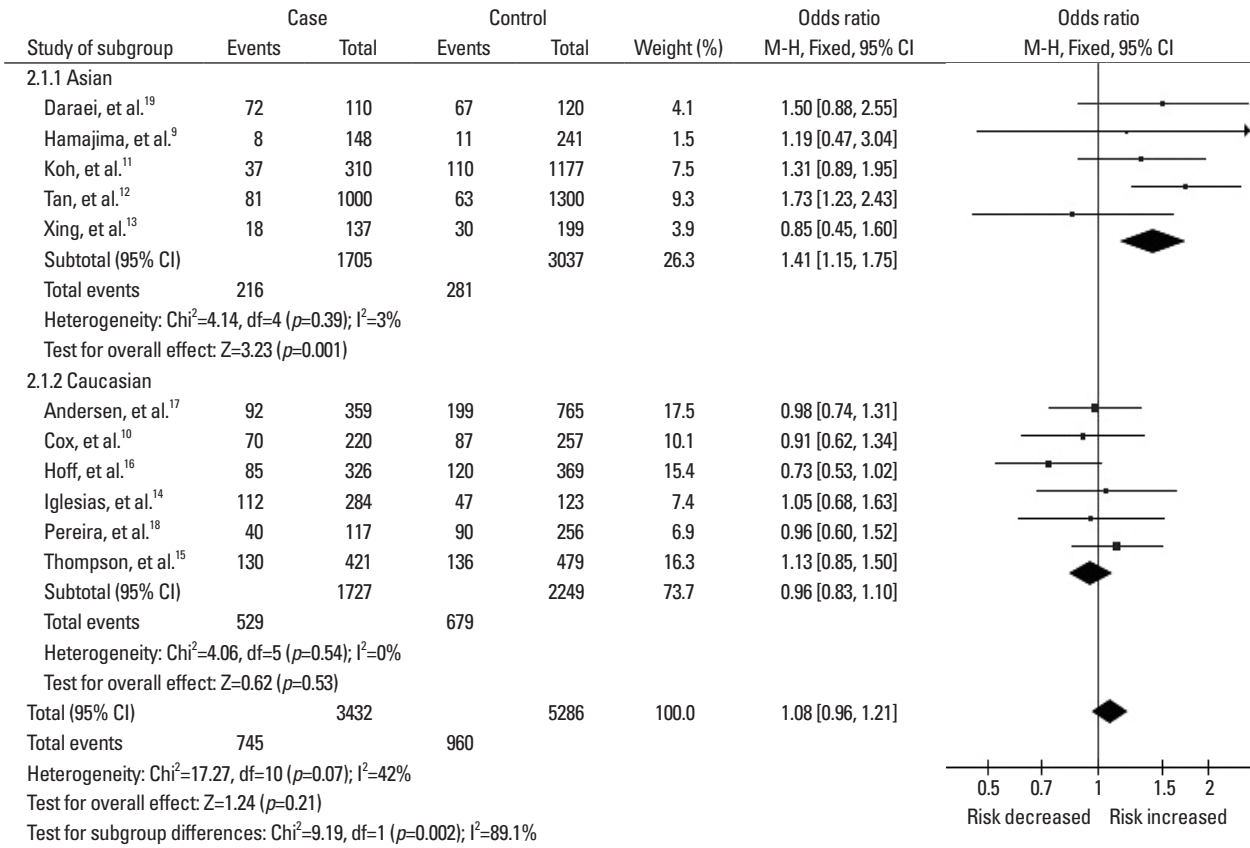 Case Control Odds ratio Odds ratio
Study of subgroup Events Total Events Total Weight (%) M-H, Fixed, 95% CI M-H, Fixed, 95% CI
2.1.1 Asian
Daraei, et al.19 72 110 67 120 4.1 1.50 [0.88, 2.55]
Hamajima, et al.9 8 148 11 241 1.5 1.19 [0.47, 3.04]
Koh, et al.11 37 310 110 1177 7.5 1.31 [0.89, 1.95]
Tan, et al.12 81 1000 63 1300 9.3 1.73 [1.23, 2.43]
Xing, et al.13 18 137 30 199 3.9 0.85 [0.45, 1.60]
Subtotal (95% CI) 1705 3037 26.3 1.41 [1.15, 1.75]
Total events 216 281
Heterogeneity: Chi2=4.14, df=4 (p=0.39); I2=3%
Test for overall effect: Z=3.23 (p=0.001)
2.1.2 Caucasian
Andersen, et al.17 92 359 199 765 17.5 0.98 [0.74, 1.31]
Cox, et al.10 70 220 87 257 10.1 0.91 [0.62, 1.34]
Hoff, et al.16 85 326 120 369 15.4 0.73 [0.53, 1.02]
Iglesias, et al.14 112 284 47 123 7.4 1.05 [0.68, 1.63]
Pereira, et al.18 40 117 90 256 6.9 0.96 [0.60, 1.52]
Thompson, et al.15 130 421 136 479 16.3 1.13 [0.85, 1.50]
Subtotal (95% CI) 1727 2249 73.7 0.96 [0.83, 1.10]
Total events 529 679
Heterogeneity: Chi2=4.06, df=5 (p=0.54); I2=0%
Test for overall effect: Z=0.62 (p=0.53)
Total (95% CI) 3432 5286 100.0 1.08 [0.96, 1.21]
Total events 745 960
Heterogeneity: Chi2=17.27, df=10 (p=0.07); I2=42%
Test for overall effect: Z=1.24 (p=0.21)
Test for subgroup differences: Chi2=9.19, df=1 (p=0.002); I2=89.1%
0.5 0.7 1 1.5 2
Risk decreased Risk increased